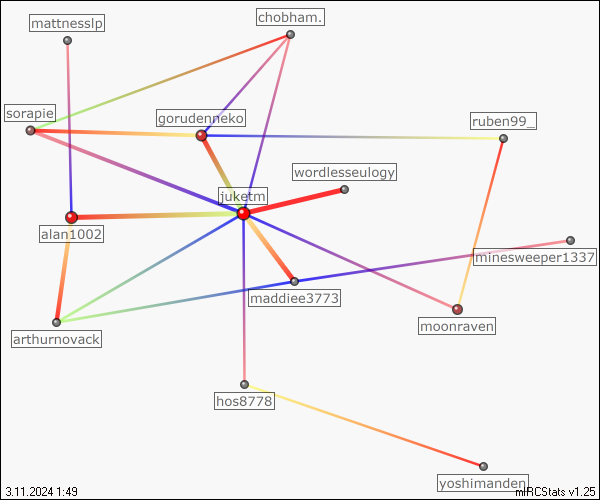 mattnesslp
chobham.
sorapie
gorudenneko
ruben99_
wordlesseulogy
juketm
alan1002
minesweeper1337
maddiee3773
moonraven
arthurnovack
hos8778
yoshimanden
3.11.2024 1:49
mIRCStats v1.25